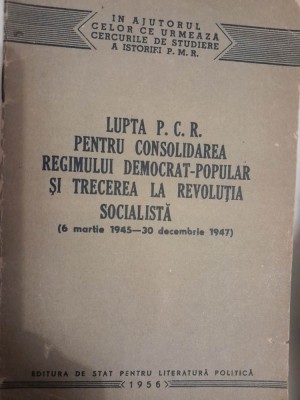 IN AJUTORUL
CELOR CE URMEAZĂ
CERCURILE DE STUDIERE
A ISTORIEI P. M. R.
LUPTA P. C. R.
PENTRU CONSOLIDAREA
REGIMULUI DEMOCRAT-POPULAR
ȘI TRECEREA LA REVOLUȚIA
SOCIALISTĂ
(6 martie 1945—30 decembrie 1947)
EDITURA DE STAT PENTRU LITERATURĂ POLITICĂ
1956